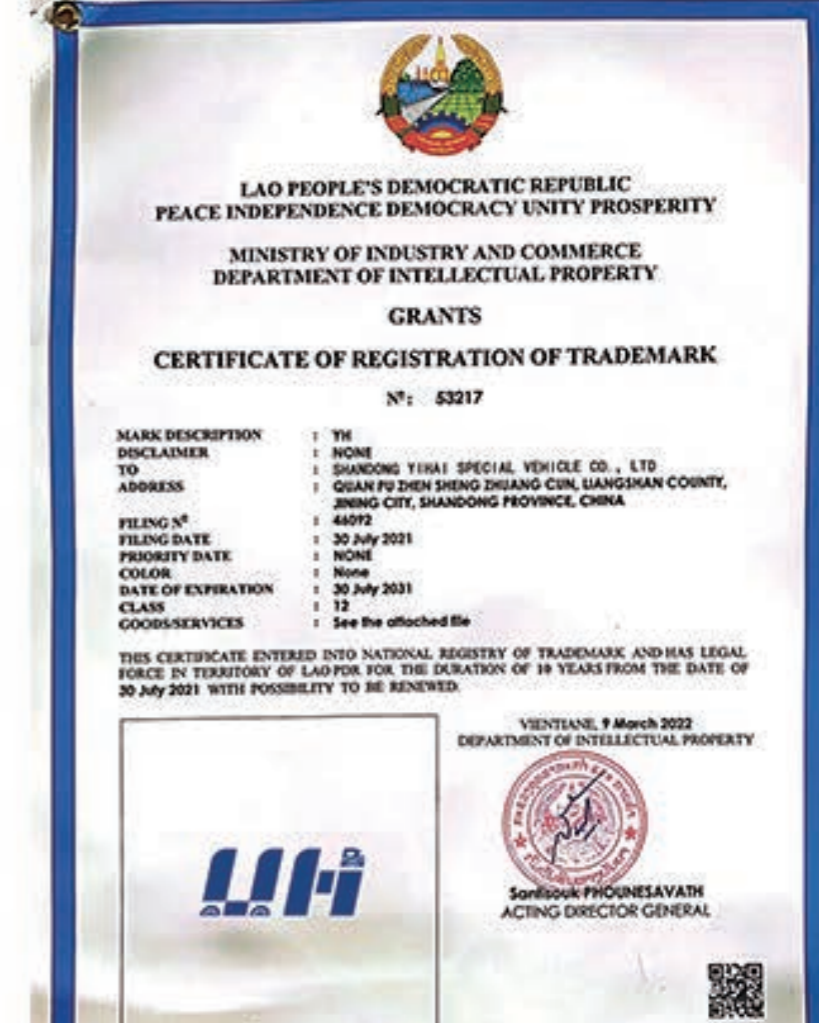 LAO PEOPLE'S DEMOCRATIC REPUBLIC
PEACE INDEPENDENCE DEMOCRACY UNITY PROSPERITY
MINISTRY OF INDUSTRY AND COMMERCE
DEPARTMENT OF INTELLECTUAL PROPERTY
GRANTS
CERTIFICATE OF REGISTRATION OF TRADEMARK
Nº: 53217
MARK DESCRIPTION : YH
DISCLAIMER : NONE
TO : SHANDONG YIHAI SPECIAL VEHICLE CO., LTD
ADDRESS : QUAN FU ZHEN SHENG ZHUANG CUN, LIANGSHAN COUNTY,
JINING CITY, SHANDONG PROVINCE, CHINA
FILING Nº : 46092
FILING DATE : 30 July 2021
PRIORITY DATE : NONE
COLOR : None
DATE OF EXPIRATION : 30 July 2031
CLASS : 12
GOODS/SERVICES : See the attached file
THIS CERTIFICATE ENTERED INTO NATIONAL REGISTRY OF TRADEMARK AND HAS LEGAL
FORCE IN TERRITORY OF LAO PDR FOR THE DURATION OF 10 YEARS FROM THE DATE OF
30 July 2021 WITH POSSIBILITY TO BE RENEWED.
VIENTIANE, 9 March 2022
DEPARTMENT OF INTELLECTUAL PROPERTY
Santisouk PHOUNESAVATH
ACTING DIRECTOR GENERAL
YH